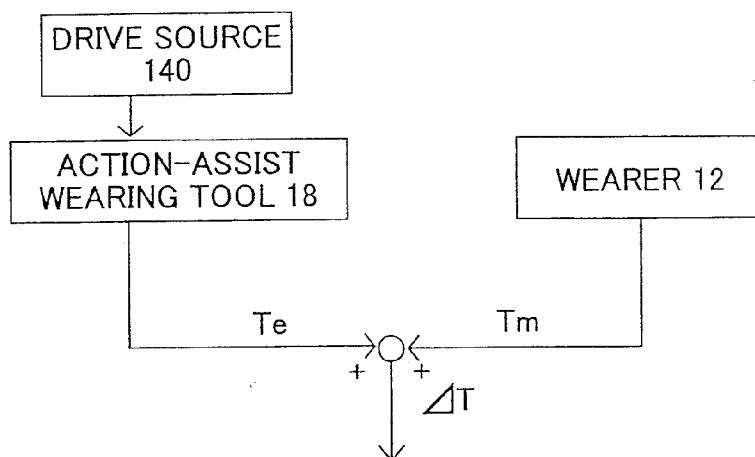 DRIVE SOURCE
140
ACTION-ASSIST
WEARING TOOL 18
WEARER 12
Te
Tm
+
+
⊿T